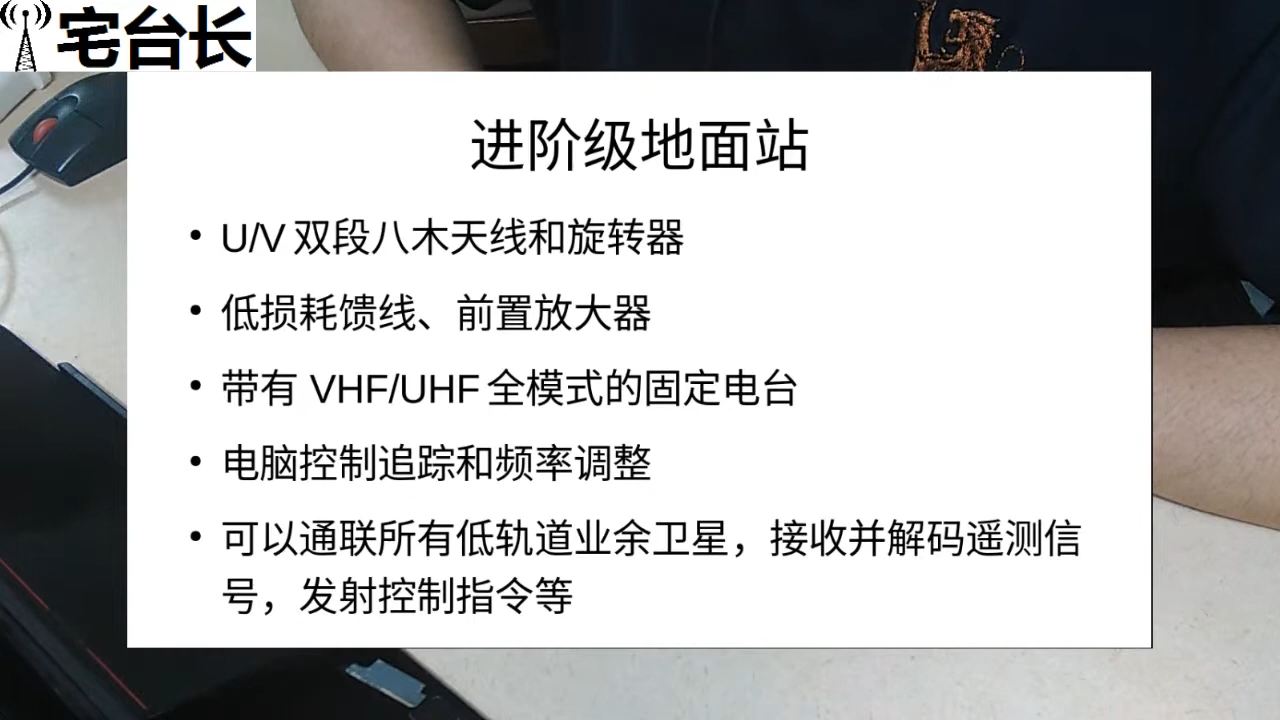 宅台长
进阶级地面站
• U/V 双段八木天线和旋转器
• 低损耗馈线、前置放大器
• 带有 VHF/UHF 全模式的固定电台
• 电脑控制追踪和频率调整
• 可以通联所有低轨道业余卫星，接收并解码遥测信
号，发射控制指令等